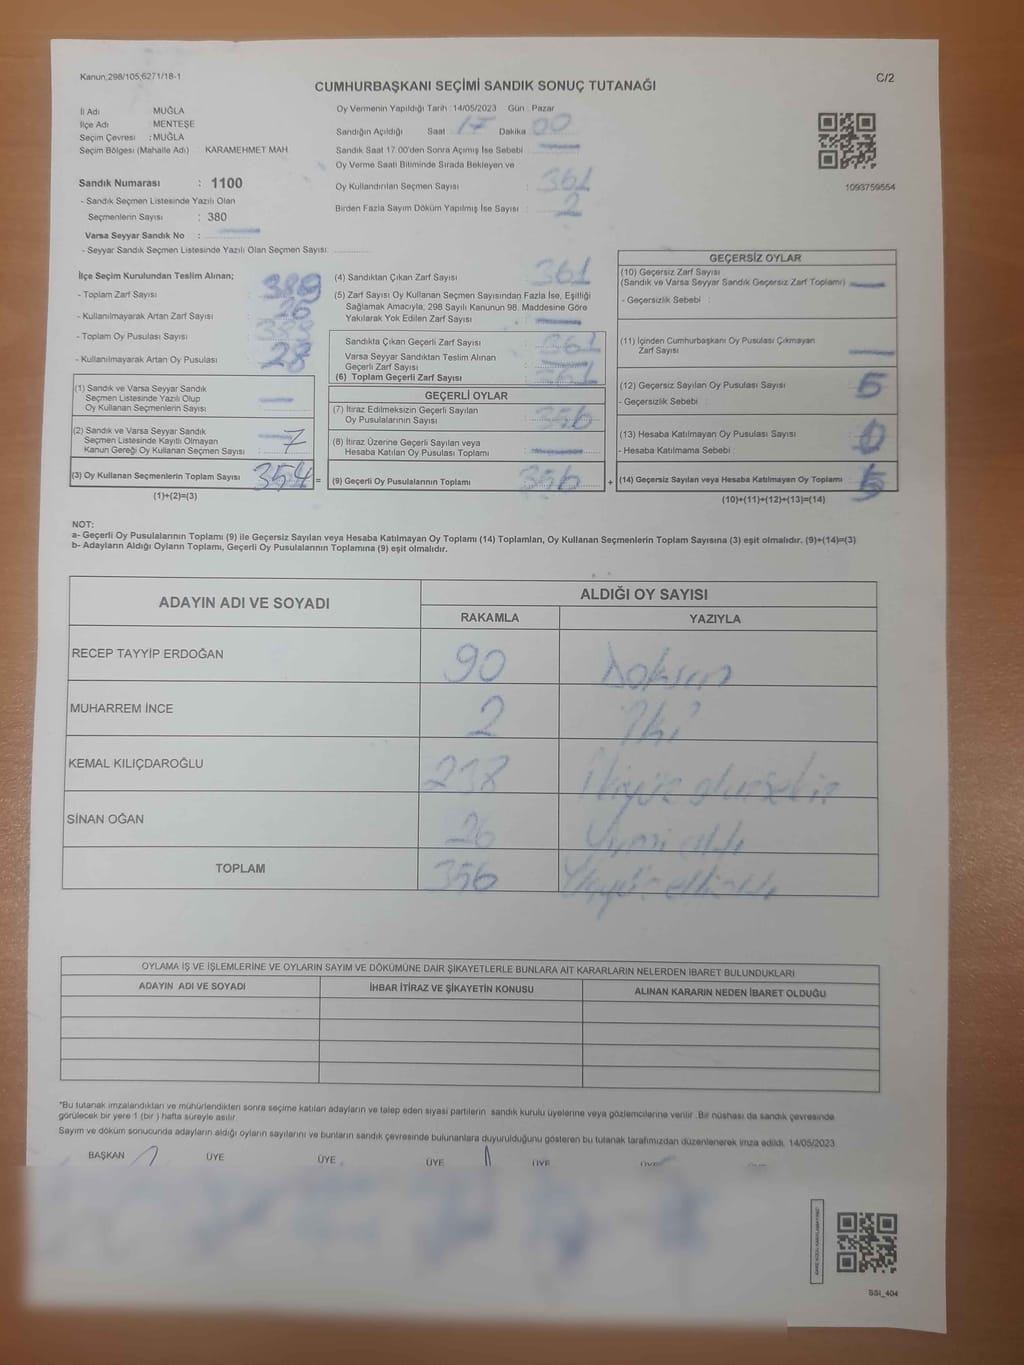 Kanun,298/105,6271/18-1
C/2
CUMHURBAŞKANI SEÇİMİ SANDIK SONUÇ TUTANAĞI
İl Adı MUĞLA
İlçe Adı MENTEŞE
Seçim Çevresi : MUĞLA
Seçim Bölgesi (Mahalle Adı) KARAMEHMET MAH.
Sandık Numarası : 1100
- Sandık Seçmen Listesinde Yazılı Olan
Seçmenlerin Sayısı : 380
Varsa Seyyar Sandık No :
- Seyyar Sandık Seçmen Listesinde Yazılı Olan Seçmen Sayısı:
Oy Vermenin Yapıldığı Tarih : 14/05/2023 Gün : Pazar
Sandığın Açıldığı Saat 17 Dakika 00
Sandık Saat 17.00'den Sonra Açımış İse Sebebi :
Oy Verme Saati Bitiminde Sırada Bekleyen ve
Oy Kullandırılan Seçmen Sayısı : 361
Birden Fazla Sayım Döküm Yapılmış İse Sayısı : 2
1093759554
İlçe Seçim Kurulundan Teslim Alınan;
- Toplam Zarf Sayısı
- Kullanılmayarak Artan Zarf Sayısı : 26
- Toplam Oy Pusulası Sayısı
- Kullanılmayarak Artan Oy Pusulası 28
(1) Sandık ve Varsa Seyyar Sandık
Seçmen Listesinde Yazılı Olup
Oy Kullanan Seçmenlerin Sayısı
(2) Sandık ve Varsa Seyyar Sandık
Seçmen Listesinde Kayıtlı Olmayan
Kanun Gereği Oy Kullanan Seçmen Sayısı : 7
(3) Oy Kullanan Seçmenlerin Toplam Sayısı 354 =
(1)+(2)=(3)
(4) Sandıktan Çıkan Zarf Sayısı 361
(5) Zarf Sayısı Oy Kullanan Seçmen Sayısından Fazla İse, Eşitliği
Sağlamak Amacıyla, 298 Sayılı Kanunun 98. Maddesine Göre
Yakılarak Yok Edilen Zarf Sayısı :
Sandıkta Çıkan Geçerli Zarf Sayısı : 361
Varsa Seyyar Sandıktan Teslim Alınan
Geçerli Zarf Sayısı
(6) Toplam Geçerli Zarf Sayısı 361
GEÇERLİ OYLAR
(7) İtiraz Edilmeksizin Geçerli Sayılan
Oy Pusulalarının Sayısı : 356
(8) İtiraz Üzerine Geçerli Sayılan veya
Hesaba Katılan Oy Pusulası Toplamı
(9) Geçerli Oy Pusulalarının Toplamı 356 +
GEÇERSİZ OYLAR
(10) Geçersiz Zarf Sayısı
(Sandık ve Varsa Seyyar Sandık Geçersiz Zarf Toplamı)
- Geçersizlik Sebebi :
(11) İçinden Cumhurbaşkanı Oy Pusulası Çıkmayan
Zarf Sayısı
(12) Geçersiz Sayılan Oy Pusulası Sayısı : 5
- Geçersizlik Sebebi :
(13) Hesaba Katılmayan Oy Pusulası Sayısı : 0
- Hesaba Katılmama Sebebi :
(14) Geçersiz Sayılan veya Hesaba Katılmayan Oy Toplamı 5
(10)+(11)+(12)+(13)=(14)
NOT:
a- Geçerli Oy Pusulalarının Toplamı (9) ile Geçersiz Sayılan veya Hesaba Katılmayan Oy Toplamı (14) Toplamları, Oy Kullanan Seçmenlerin Toplam Sayısına (3) eşit olmalıdır. (9)+(14)=(3)
b- Adayların Aldığı Oyların Toplamı, Geçerli Oy Pusulalarının Toplamına (9) eşit olmalıdır.
ADAYIN ADI VE SOYADI
ALDIĞI OY SAYISI
RAKAMLA YAZIYLA
RECEP TAYYİP ERDOĞAN 90 Doksan
MUHARREM İNCE 2 İki
KEMAL KILIÇDAROĞLU 238 İkiyüz otuzsekiz
SİNAN OĞAN 26 Yirmi altı
TOPLAM 356
OYLAMA İŞ VE İŞLEMLERİNE VE OYLARIN SAYIM VE DÖKÜMÜNE DAİR ŞİKAYETLERLE BUNLARA AİT KARARLARIN NELERDEN İBARET BULUNDUKLARI
ADAYIN ADI VE SOYADI İHBAR İTİRAZ VE ŞİKAYETİN KONUSU ALINAN KARARIN NEDEN İBARET OLDUĞU
*Bu tutanak imzalandıktan ve mühürlendikten sonra seçime katılan adayların ve talep eden siyasi partilerin sandık kurulu üyelerine veya gözlemcilerine verilir. Bir nüshası da sandık çevresinde
görülecek bir yere 1 (bir) hafta süreyle asılır.
Sayım ve döküm sonucunda adayların aldığı oyların sayılarını ve bunların sandık çevresinde bulunanlara duyurulduğunu gösteren bu tutanak tarafımızdan düzenlenerek imza edildi. 14/05/2023
BAŞKAN ÜYE ÜYE ÜYE ÜYE
SSI_404